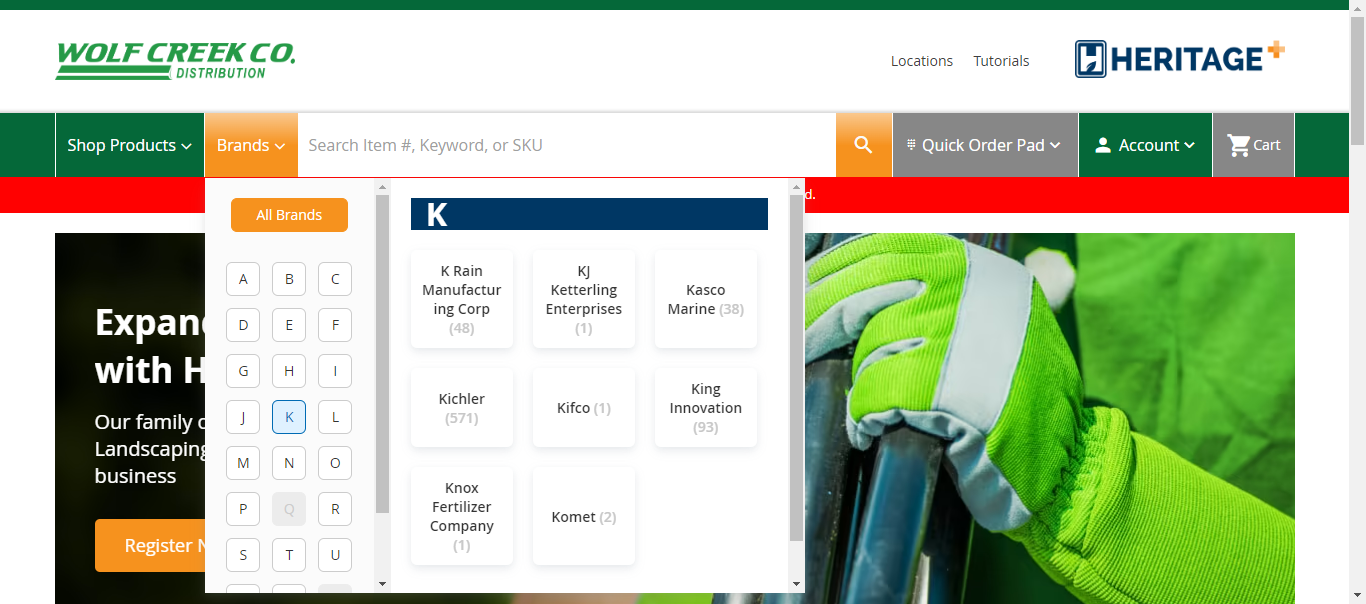 WOLF CREEK CO.
DISTRIBUTION
Locations
Tutorials
HERITAGE+
Shop Products
Brands
Search Item #, Keyword, or SKU
Quick Order Pad
Account
Cart
d.
All Brands
A B C
D E F
G H I
J K L
M N O
P Q R
S T U
K
K Rain
Manufactur
ing Corp
(48)
KJ
Ketterling
Enterprises
(1)
Kasco
Marine (38)
Kichler
(571)
Kifco (1)
King
Innovation
(93)
Knox
Fertilizer
Company
(1)
Komet (2)
Expan
with H
Our family
Landscaping
business
Register